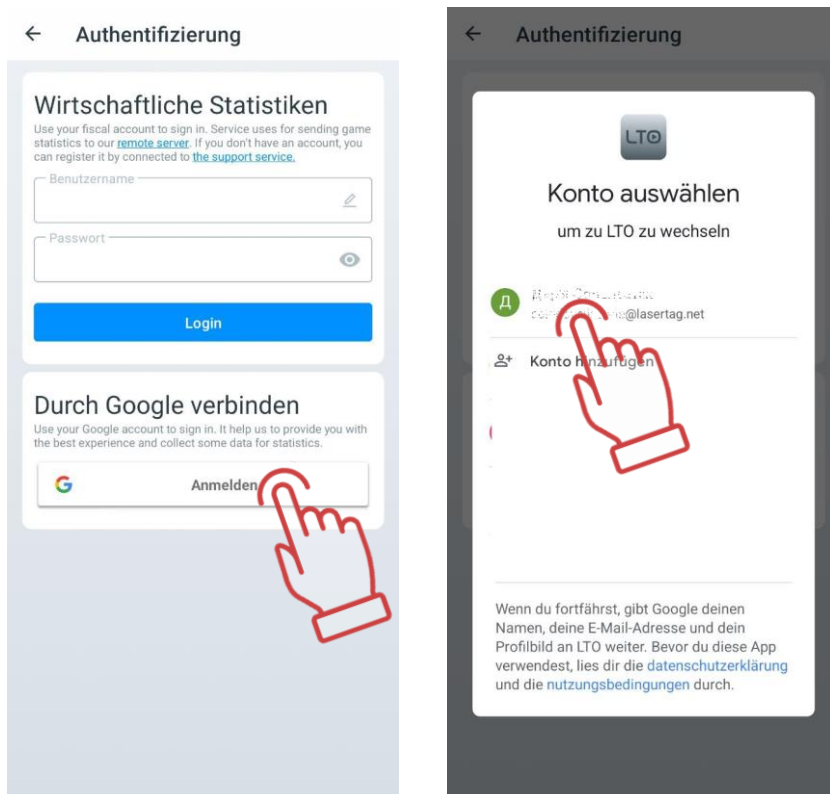 Authentifizierung
Wirtschaftliche Statistiken
Use your fiscal account to sign in. Service uses for sending game
statistics to our remote server. If you don't have an account, you
can register it by connected to the support service.
Benutzername
Passwort
Login
Durch Google verbinden
Use your Google account to sign in. It help us to provide you with
the best experience and collect some data for statistics.
Anmelden
Authentifizierung
LTO
Konto auswählen
um zu LTO zu wechseln
Д
@lasertag.net
Konto hinzufügen
Wenn du fortfährst, gibt Google deinen
Namen, deine E-Mail-Adresse und dein
Profilbild an LTO weiter. Bevor du diese App
verwendest, lies dir die datenschutzerklärung
und die nutzungsbedingungen durch.